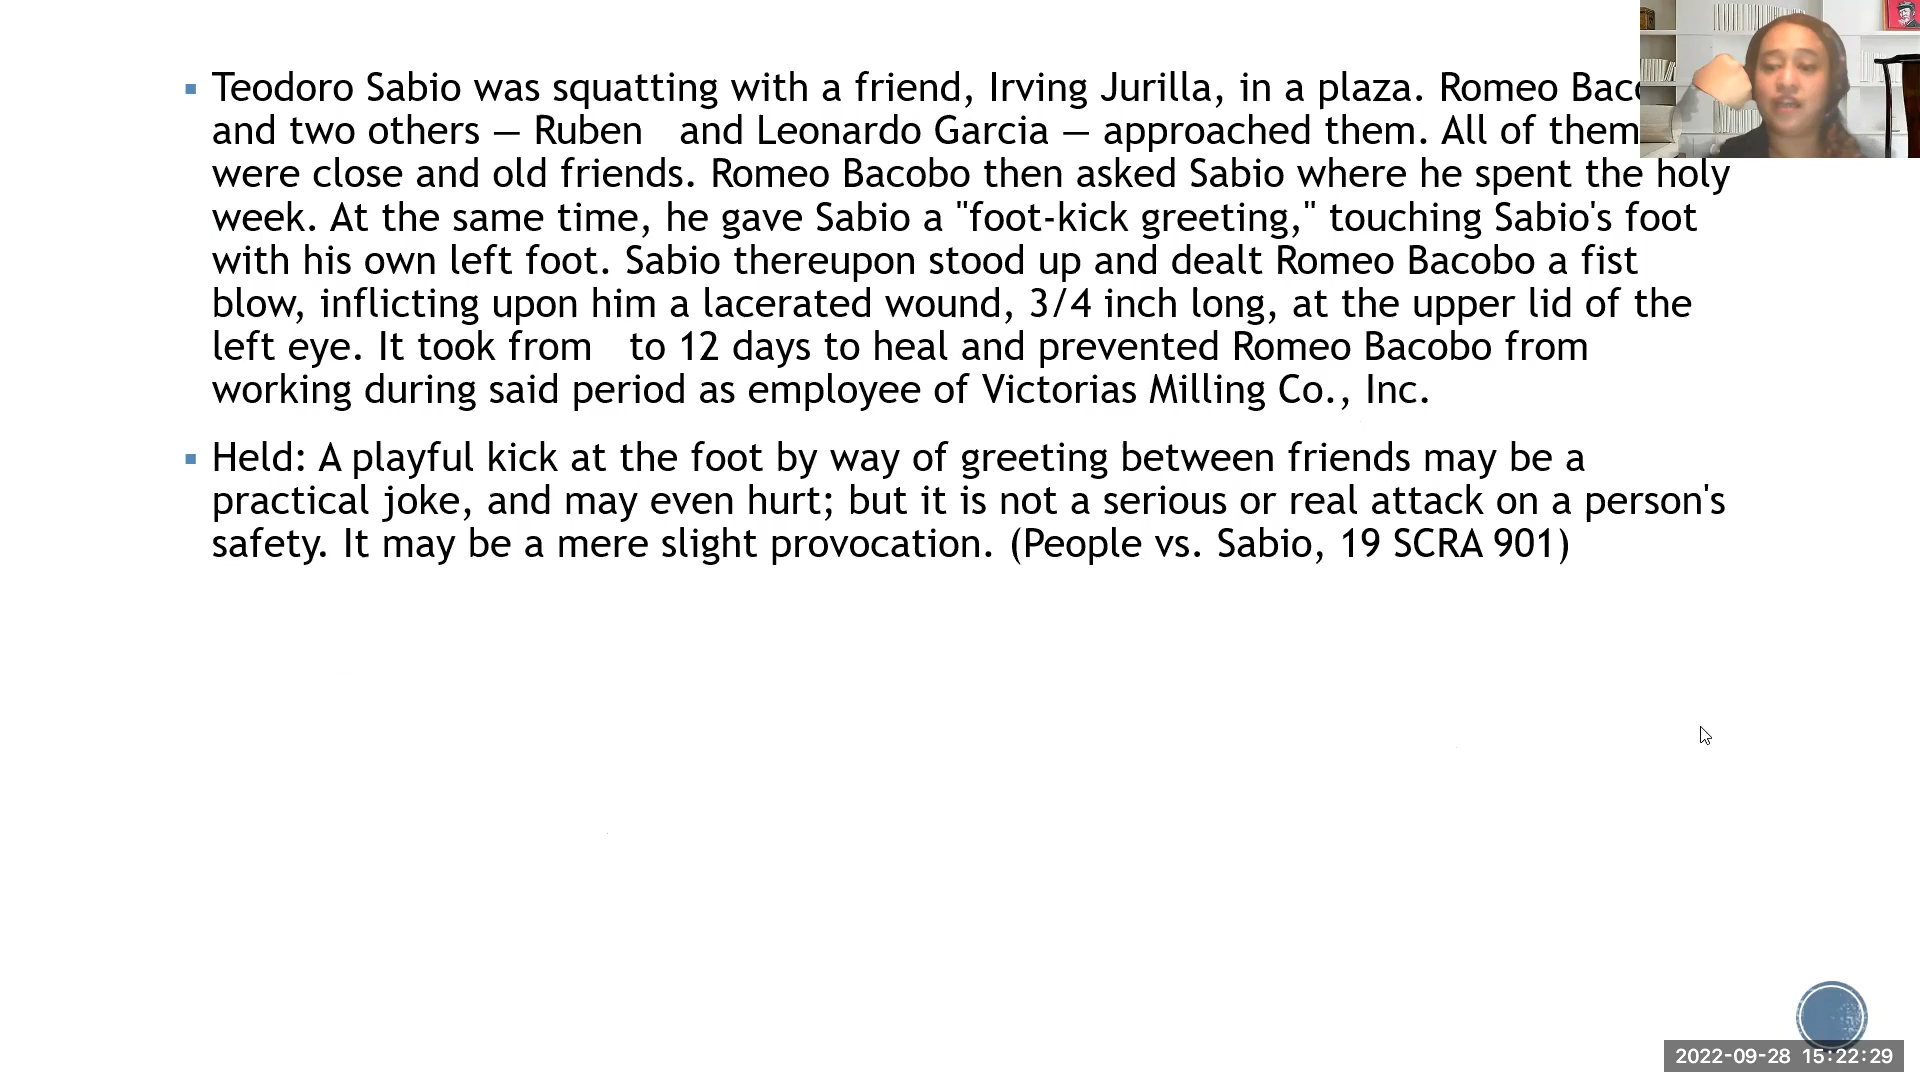 Teodoro Sabio was squatting with a friend, Irving Jurilla, in a plaza. Romeo
and two others — Ruben and Leonardo Garcia — approached them. All of them
were close and old friends. Romeo Bacobo then asked Sabio where he spent the holy
week. At the same time, he gave Sabio a "foot-kick greeting," touching Sabio's foot
with his own left foot. Sabio thereupon stood up and dealt Romeo Bacobo a fist
blow, inflicting upon him a lacerated wound, 3/4 inch long, at the upper lid of the
left eye. It took from to 12 days to heal and prevented Romeo Bacobo from
working during said period as employee of Victorias Milling Co., Inc.
Held: A playful kick at the foot by way of greeting between friends may be a
practical joke, and may even hurt; but it is not a serious or real attack on a person's
safety. It may be a mere slight provocation. (People vs. Sabio, 19 SCRA 901)
2022-09-28 15:22:29